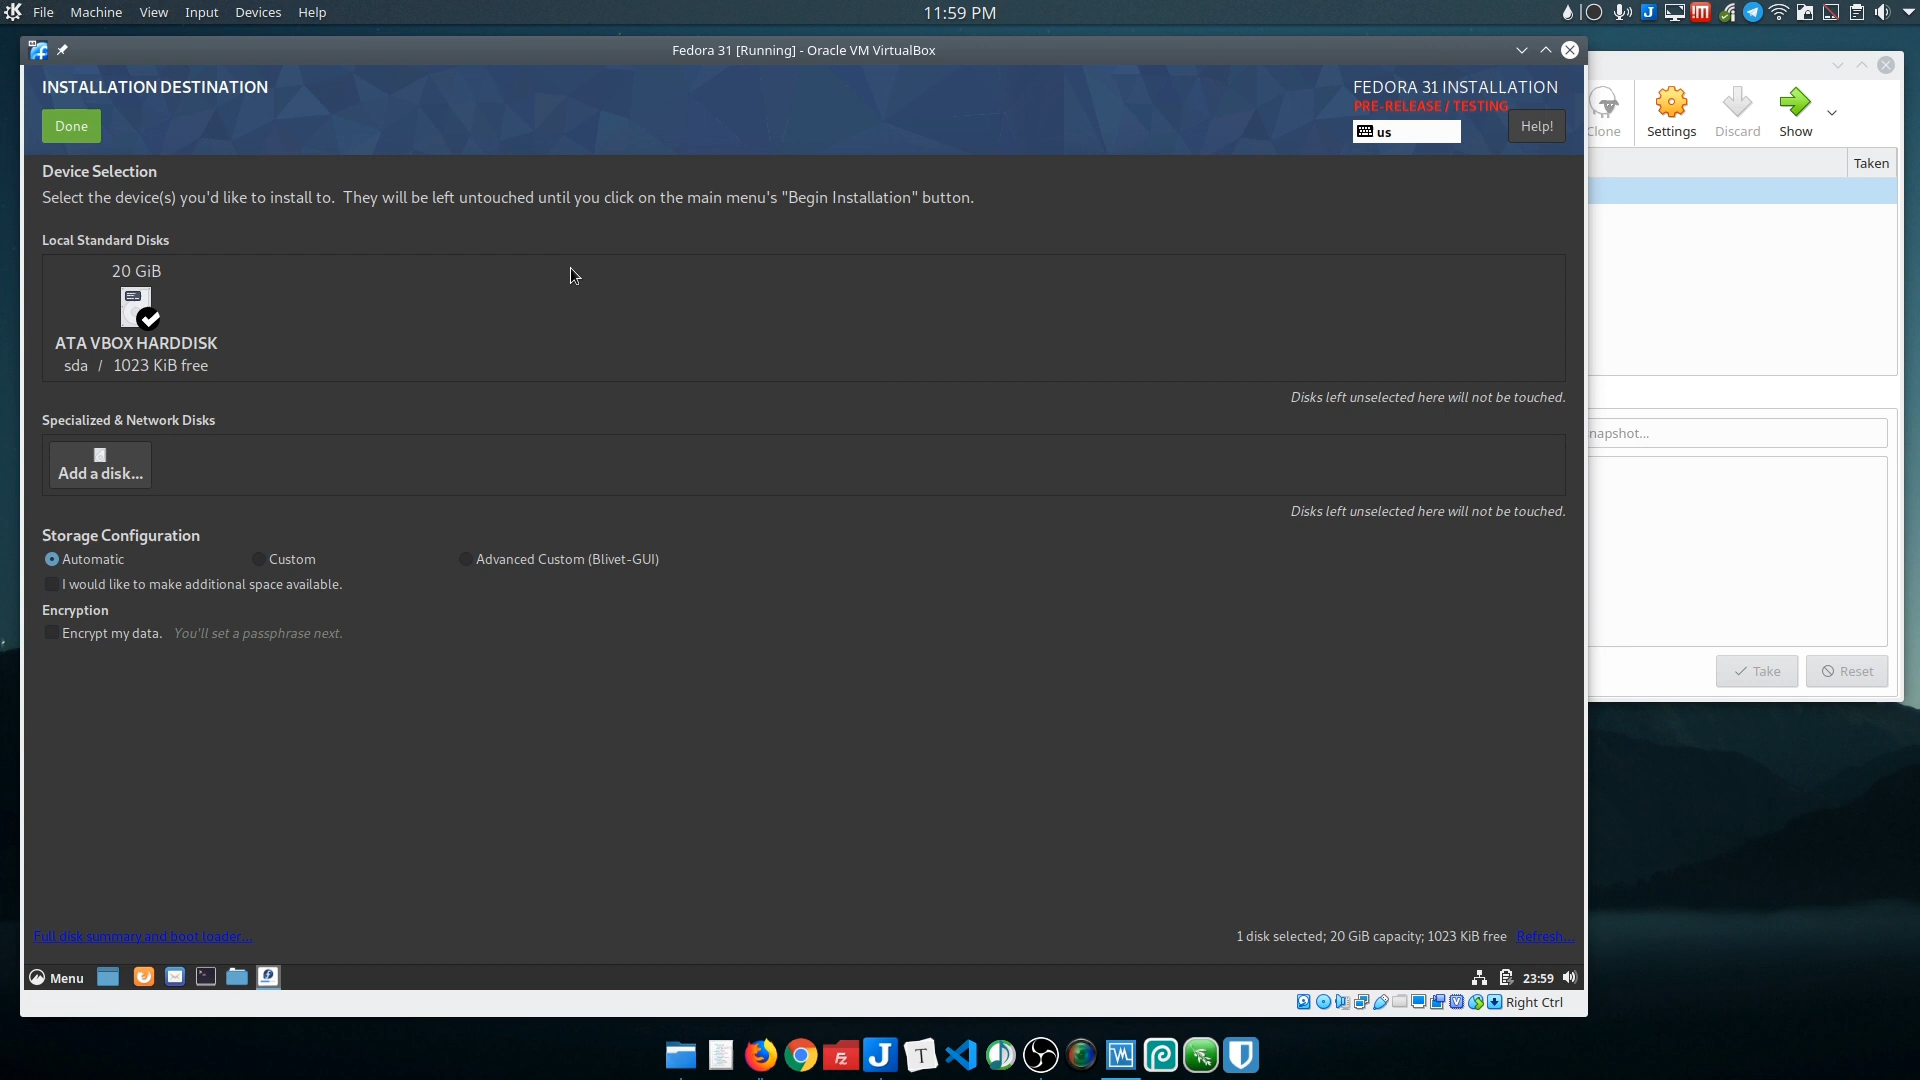 File Machine View Input Devices Help
11:59 PM
Fedora 31 [Running] - Oracle VM VirtualBox
INSTALLATION DESTINATION
Done
FEDORA 31 INSTALLATION
PRE-RELEASE / TESTING
us
Help!
Device Selection
Select the device(s) you'd like to install to. They will be left untouched until you click on the main menu's "Begin Installation" button.
Local Standard Disks
20 GiB
ATA VBOX HARDDISK
sda / 1023 KiB free
Disks left unselected here will not be touched.
Specialized & Network Disks
Add a disk...
Disks left unselected here will not be touched.
Storage Configuration
Automatic Custom Advanced Custom (Blivet-GUI)
I would like to make additional space available.
Encryption
Encrypt my data. You'll set a passphrase next.
Full disk summary and boot loader...
1 disk selected; 20 GiB capacity; 1023 KiB free Refresh...
Menu
23:59
Right Ctrl
Clone Settings Discard Show
Taken
napshot...
Take Reset